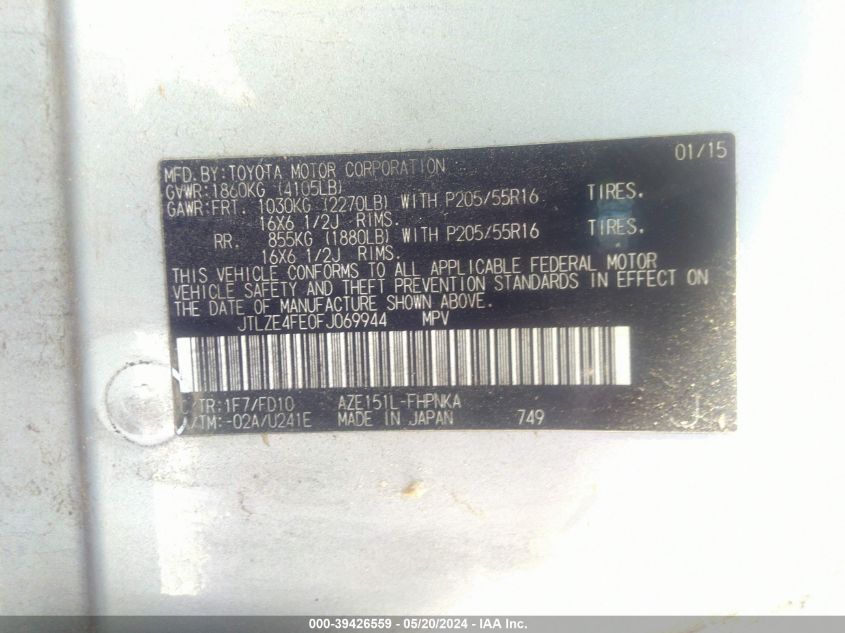 MFD.BY:TOYOTA MOTOR CORPORATION 01/15
GVWR:1860KG (4105LB)
GAWR:FRT. 1030KG (2270LB) WITH P205/55R16 TIRES.
16X6 1/2J RIMS.
RR. 855KG (1880LB) WITH P205/55R16 TIRES.
16X6 1/2J RIMS.
THIS VEHICLE CONFORMS TO ALL APPLICABLE FEDERAL MOTOR
VEHICLE SAFETY AND THEFT PREVENTION STANDARDS IN EFFECT ON
THE DATE OF MANUFACTURE SHOWN ABOVE.
JTLZE4FE0FJ069944 MPV
C/TR:1F7/FD10 AZE151L-FHPNKA
/TM:-02A/U241E MADE IN JAPAN 749
000-39426559 - 05/20/2024 - IAA Inc.